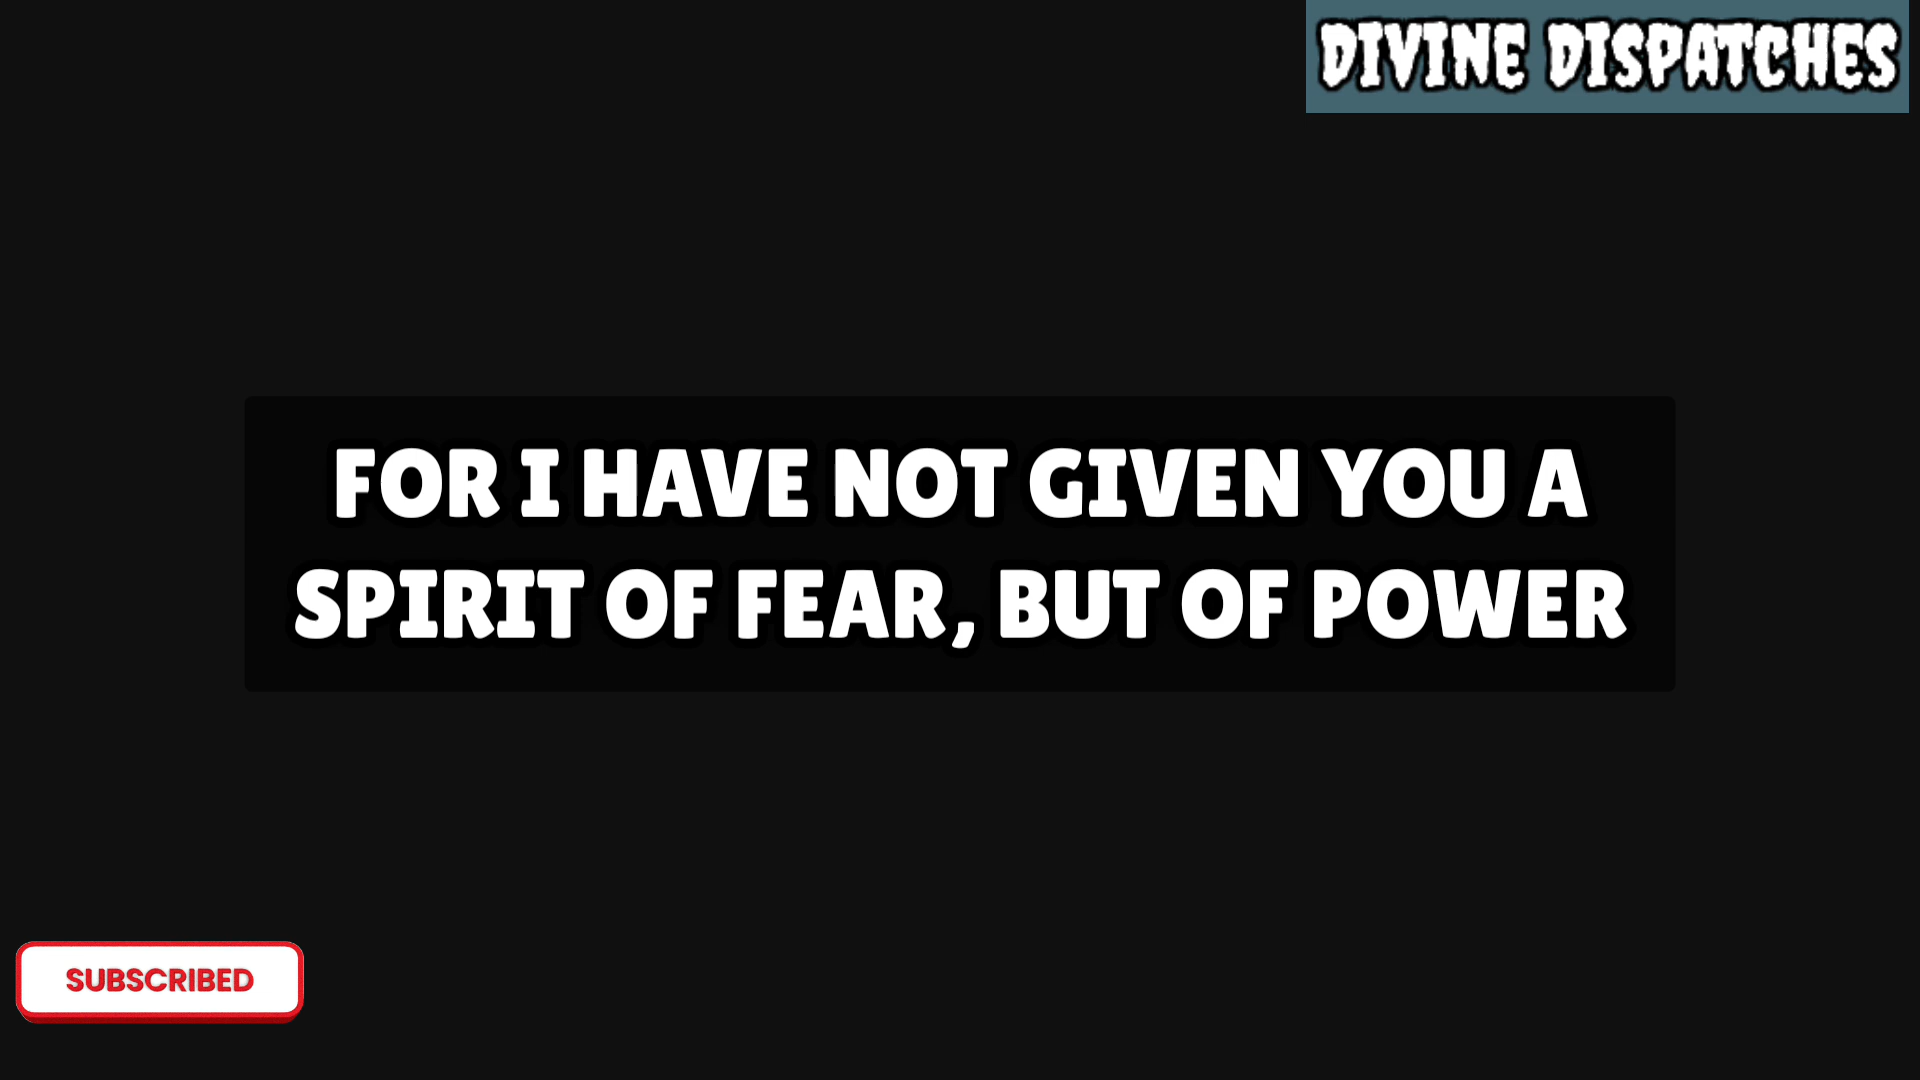 DIVINE DISPATCHES
FOR I HAVE NOT GIVEN YOU A
SPIRIT OF FEAR, BUT OF POWER
SUBSCRIBED